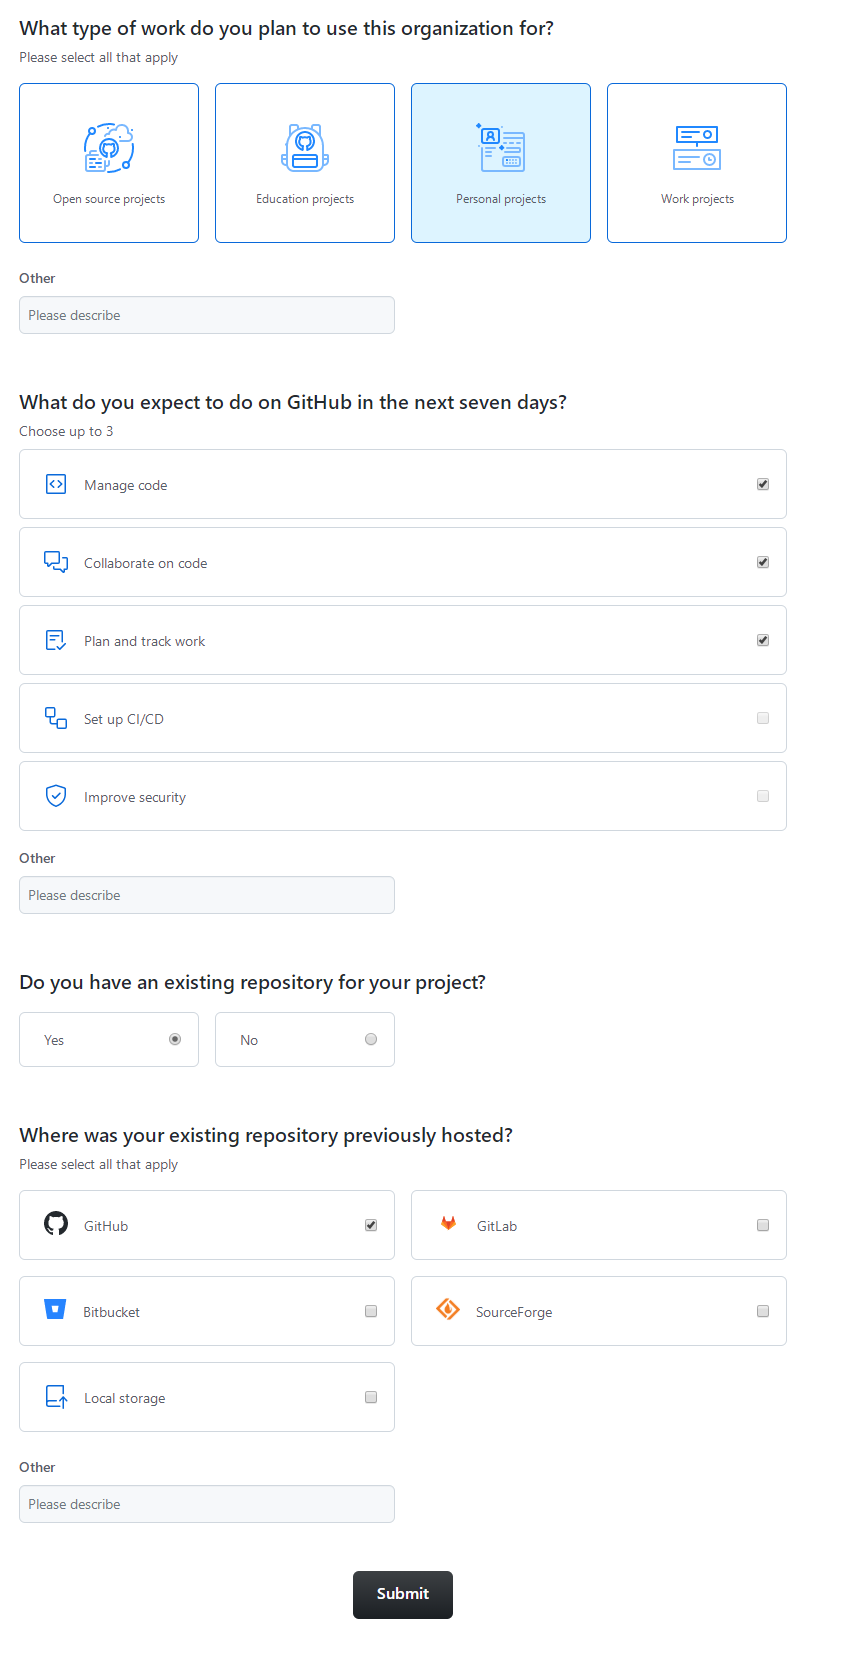 What type of work do you plan to use this organization for?
Please select all that apply
Open source projects
Education projects
Personal projects
Work projects
Other
Please describe
What do you expect to do on GitHub in the next seven days?
Choose up to 3
Manage code
Collaborate on code
Plan and track work
Set up CI/CD
Improve security
Other
Please describe
Do you have an existing repository for your project?
Yes
No
Where was your existing repository previously hosted?
Please select all that apply
GitHub
GitLab
Bitbucket
SourceForge
Local storage
Other
Please describe
Submit